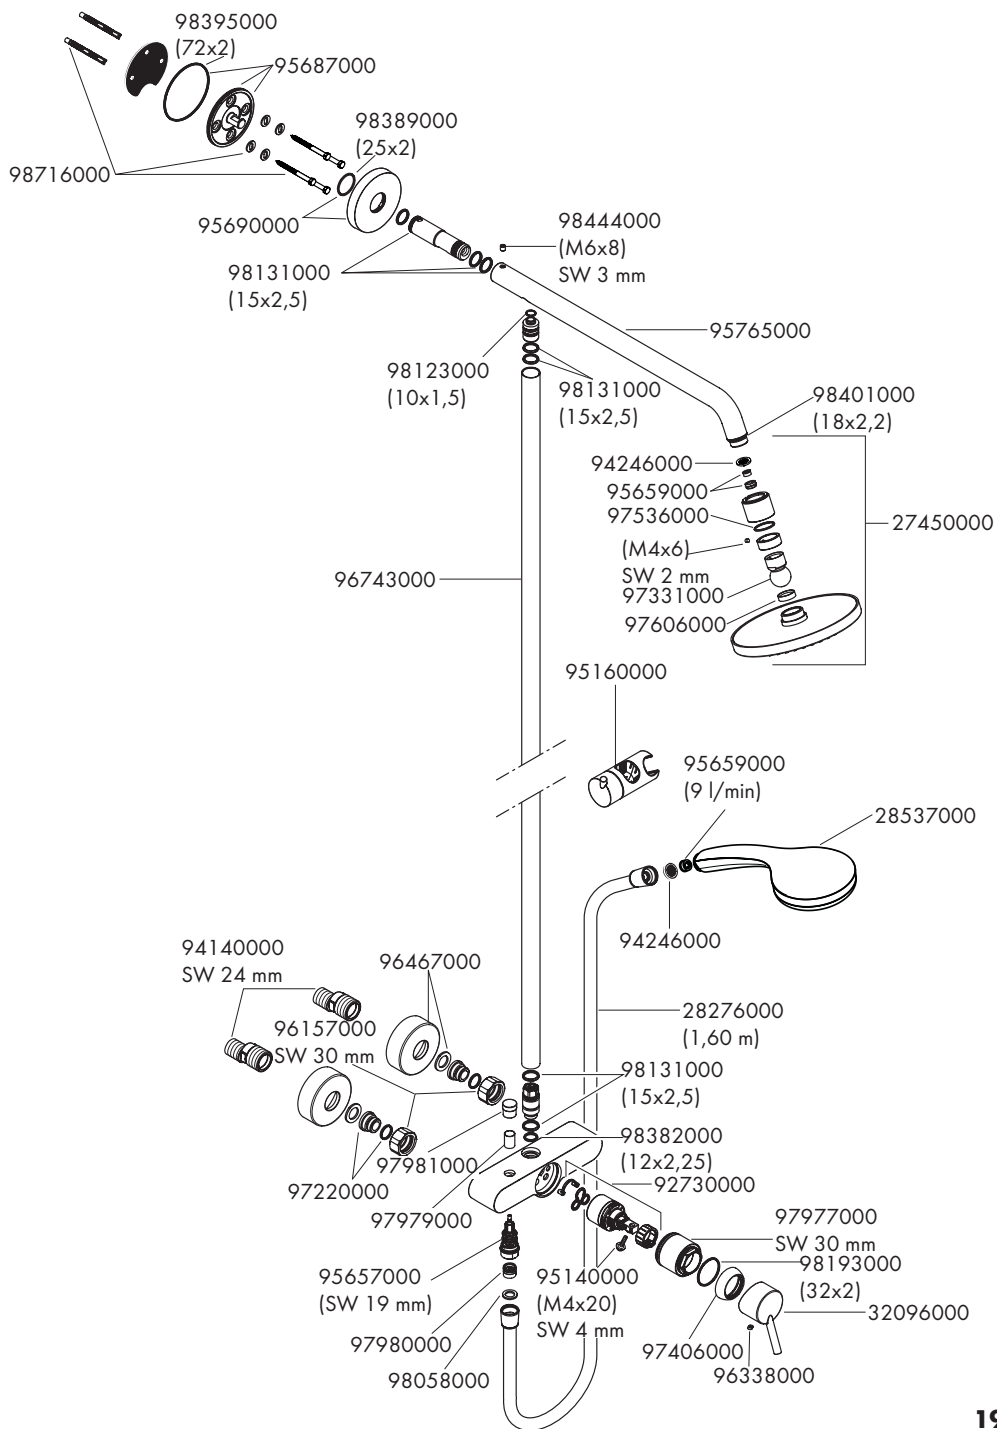 98395000
(72x2)
95687000
98389000
(25x2)
98716000
95690000
98444000
(M6x8)
SW 3 mm
98131000
(15x2,5)
95765000
98123000
(10x1,5)
98131000
(15x2,5)
98401000
(18x2,2)
94246000
95659000
97536000
27450000
(M4x6)
SW 2 mm
96743000
97331000
97606000
95160000
95659000
(9 l/min)
28537000
94246000
94140000
SW 24 mm
96467000
28276000
(1,60 m)
96157000
SW 30 mm
98131000
(15x2,5)
98382000
(12x2,25)
97981000
92730000
97220000
97979000
97977000
SW 30 mm
98193000
(32x2)
95657000
(SW 19 mm)
95140000
(M4x20)
SW 4 mm
32096000
97980000
97406000
98058000
96338000
19